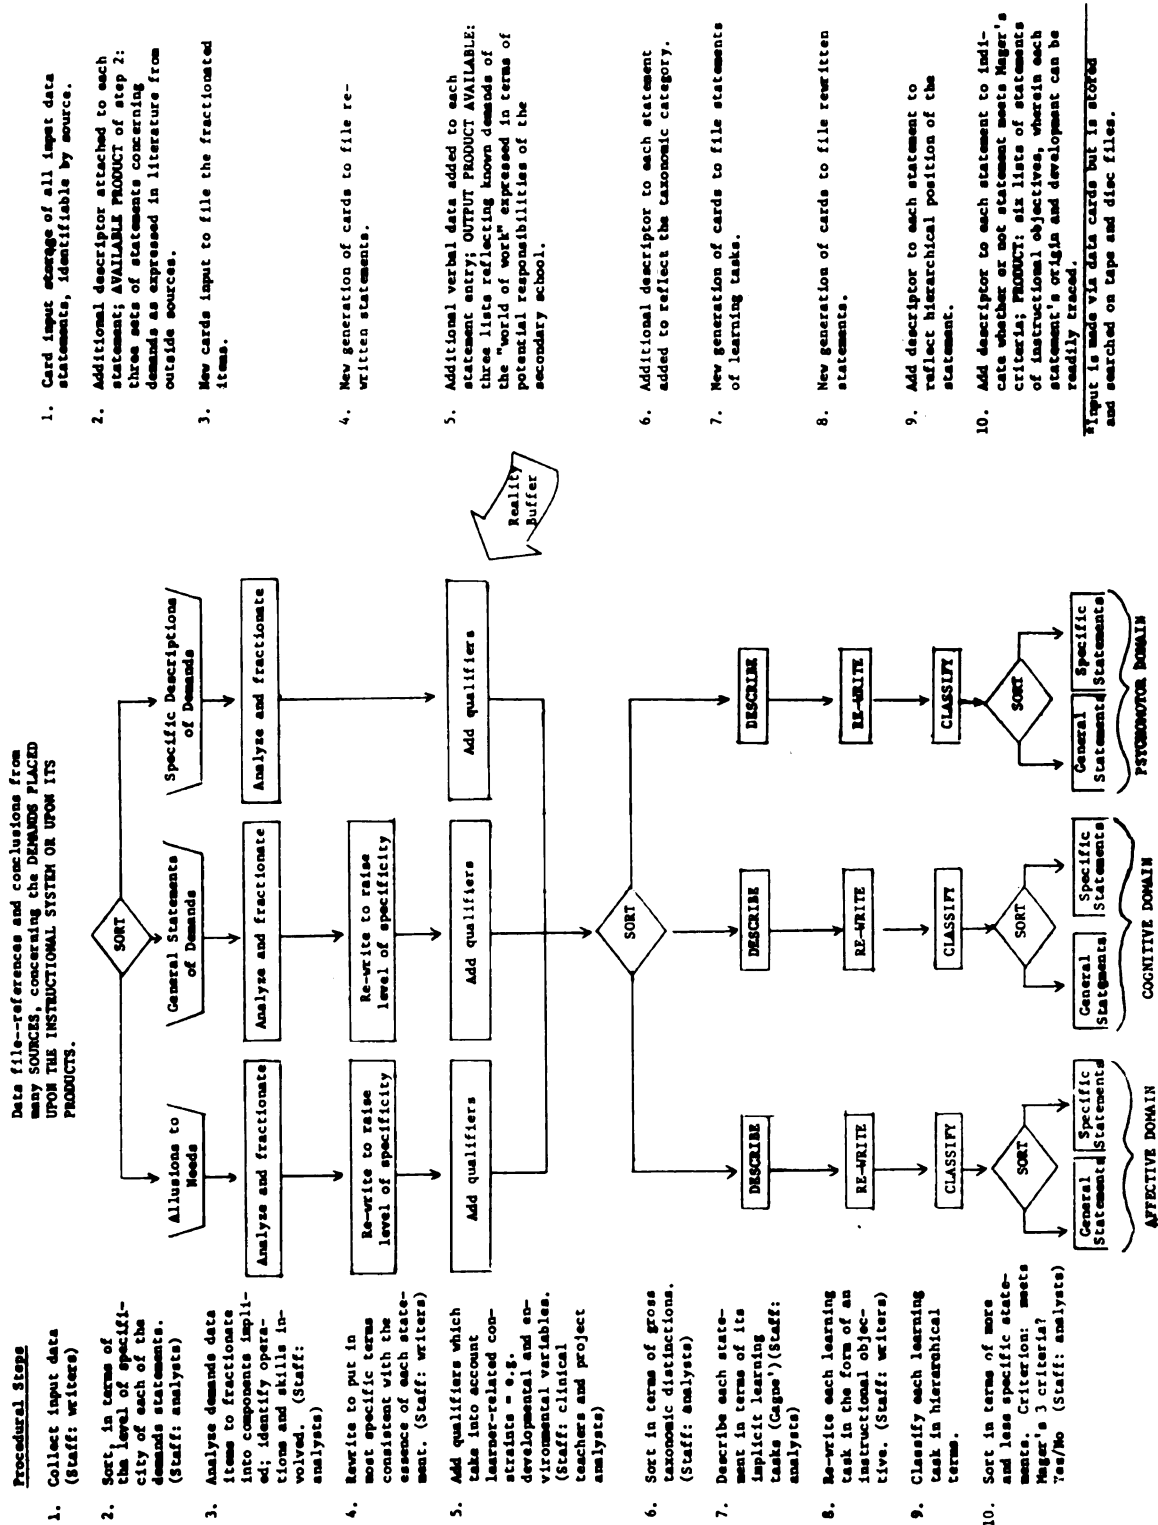 Procedural Steps
1. Collect input data
(Staff: writers)
2. Sort, in terms of
the level of specifi-
city of each of the
demands statements.
(Staff: analysts)
3. Analyse demands data
items to fractionate
into components impli-
ed; identify opera-
tions and skills in-
volved. (Staff:
analysts)
4. Rewrite to put in
most specific terms
consistent with the
essence of each state-
ment. (Staff: writers)
5. Add qualifiers which
take into account
learner-related con-
straints - e. g.
developmental and en-
vironmental variables.
(Staff: clinical
teachers and project
analysts)
6. Sort in terms of gross
taxonomic distinctions.
(Staff: analysts)
7. Describe each state-
ment in terms of its
implicit learning
tasks (Gagne')(Staff:
analysts)
8. Re-write each learning
task in the form of an
instructional objec-
tive. (Staff: writers)
9. Classify each learning
task in hierarchical
terms.
10. Sort in terms of more
and less specific state-
ments. Criterion: meets
Mager's 3 criteria?
Yes/No (Staff: analysts)
Data file--references and conclusions from
many SOURCES, concerning the DEMANDS PLACED
UPON THE INSTRUCTIONAL SYSTEM OR UPON ITS
PRODUCTS.
SORT
Allusions to
Needs
General Statements
of Demands
Specific Descriptions
of Demands
Analyze and fractionate
Analyze and fractionate
Analyze and fractionate
Re-write to raise
level of specificity
Re-write to raise
level of specificity
Add qualifiers
Add qualifiers
Add qualifiers
Reality
Buffer
SORT
DESCRIBE
DESCRIBE
DESCRIBE
RE-WRITE
RE-WRITE
RE-WRITE
CLASSIFY
CLASSIFY
CLASSIFY
SORT
SORT
SORT
General
Statements
Specific
Statements
General
Statements
Specific
Statements
General
Statements
Specific
Statements
AFFECTIVE DOMAIN
COGNITIVE DOMAIN
PSYCHOMOTOR DOMAIN
1. Card input storage of all input data
statements, identifiable by source.
2. Additional descriptor attached to each
statement; AVAILABLE PRODUCT of step 2:
three sets of statements concerning
demands as expressed in literature from
outside sources.
3. New cards input to file the fractionated
items.
4. New generation of cards to file re-
written statements.
5. Additional verbal data added to each
statement entry; OUTPUT PRODUCT AVAILABLE:
three lists reflecting known demands of
the "world of work" expressed in terms of
potential responsibilities of the
secondary school.
6. Additional descriptor to each statement
added to reflect the taxonomic category.
7. New generation of cards to file statements
of learning tasks.
8. New generation of cards to file rewritten
statements.
9. Add descriptor to each statement to
reflect hierarchical position of the
statement.
10. Add descriptor to each statement to indi-
cate whether or not statement meets Mager's
criteria; PRODUCT: six lists of statements
of instructional objectives, wherein each
statement's origin and development can be
readily traced.
*Input is made via data cards but is stored
and searched on tape and disc files.